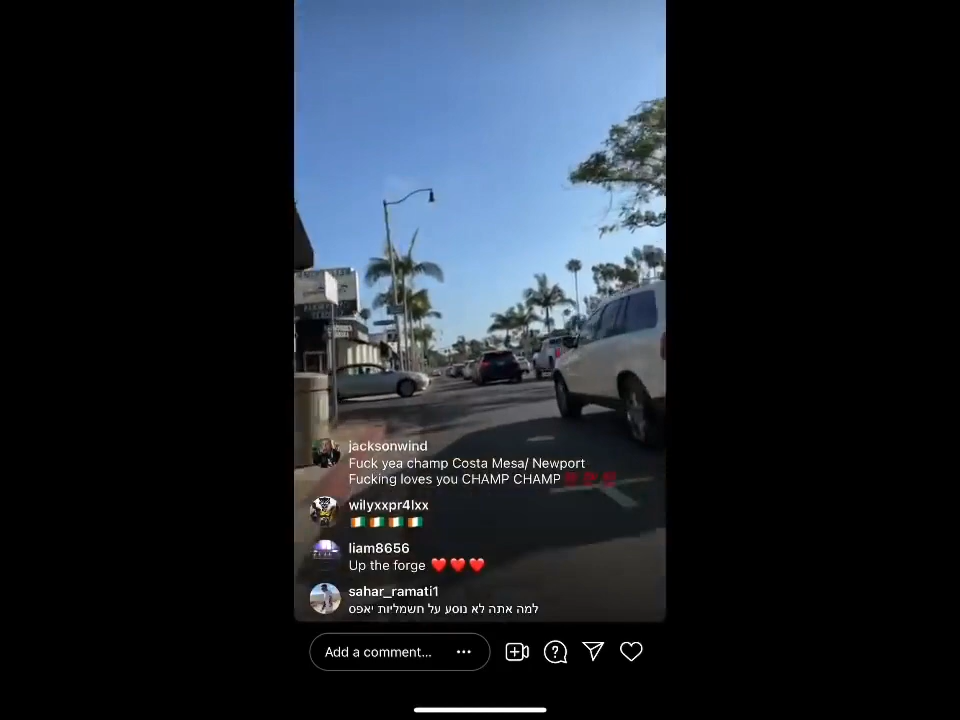 jacksonwind
Fuck yea champ Costa Mesa/ Newport
Fucking loves you CHAMP CHAMP
wilyxxpr4lxx
🇨🇮 🇨🇮 🇨🇮 🇨🇮
liam8656
Up the forge ❤️ ❤️ ❤️
sahar_ramati1
למה אתה לא נוסע על חשמליות יאפס
Add a comment...